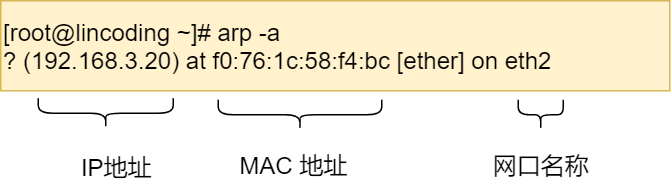 [root@lincoding ~]# arp -a
? (192.168.3.20) at f0:76:1c:58:f4:bc [ether] on eth2
IP地址 MAC 地址 网口名称